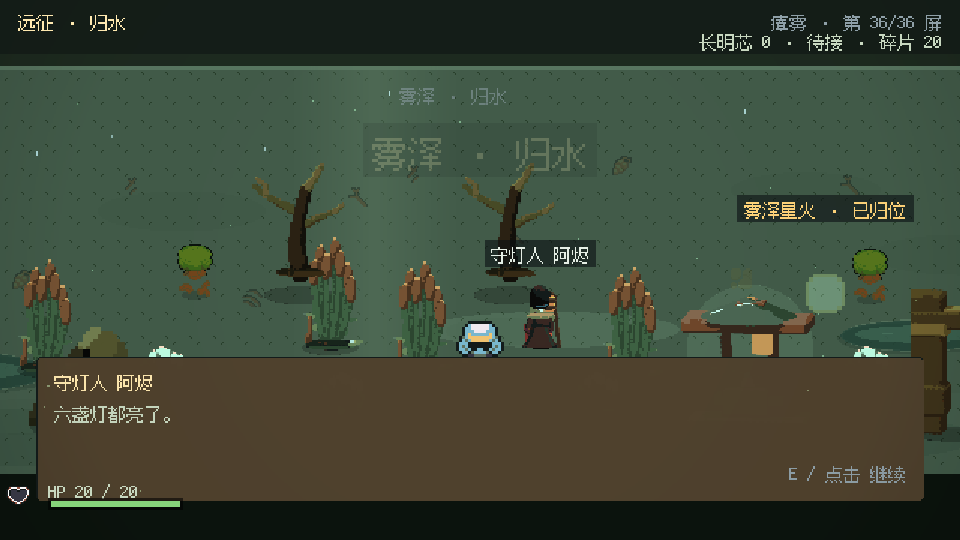 远征 · 归水
瘴雾 · 第 36/36 屏
长明芯 0 · 待接 · 碎片 20
雾泽 · 归水
雾泽 · 归水
雾泽星火 · 已归位
守灯人 阿烬
守灯人 阿烬
六盏灯都亮了。
E / 点击 继续
HP 20 / 20